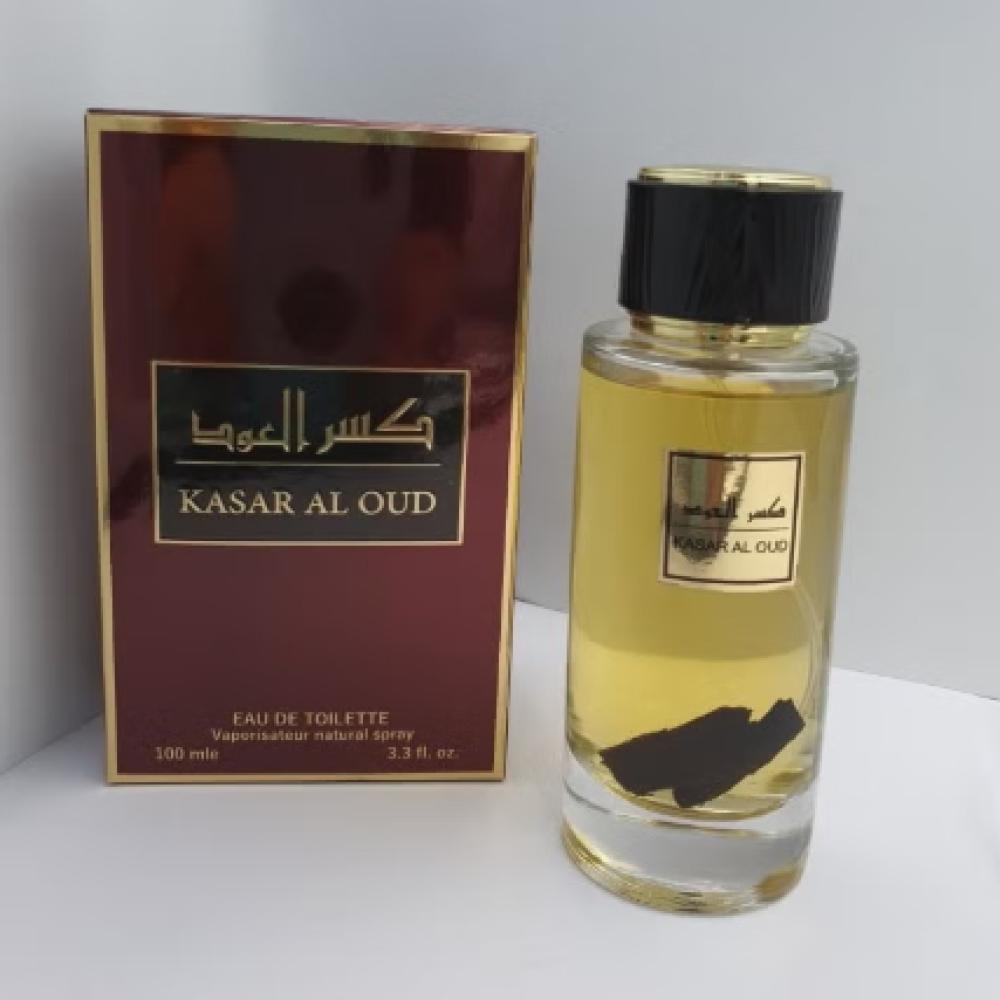 كسر العود
KASAR AL OUD
EAU DE TOILETTE
Vaporisateur natural spray
100 mle
3.3 fl. oz.
كسر العود
KASAR AL OUD